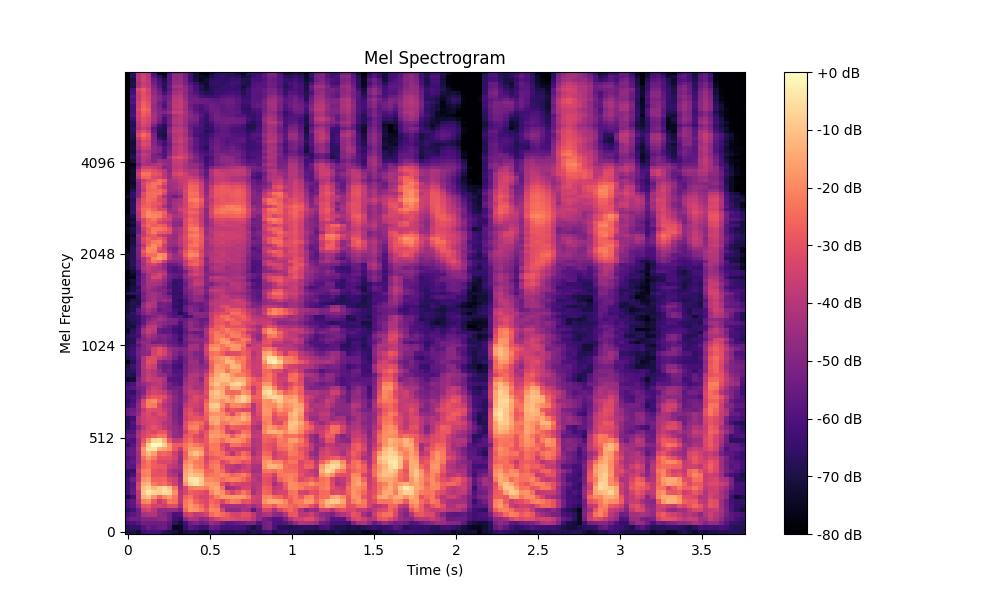 Mel Spectrogram
+0 dB
-10 dB
-20 dB
-30 dB
-40 dB
-50 dB
-60 dB
-70 dB
-80 dB
Mel Frequency
4096
2048
1024
512
0
0
0.5
1
1.5
2
2.5
3
3.5
Time (s)